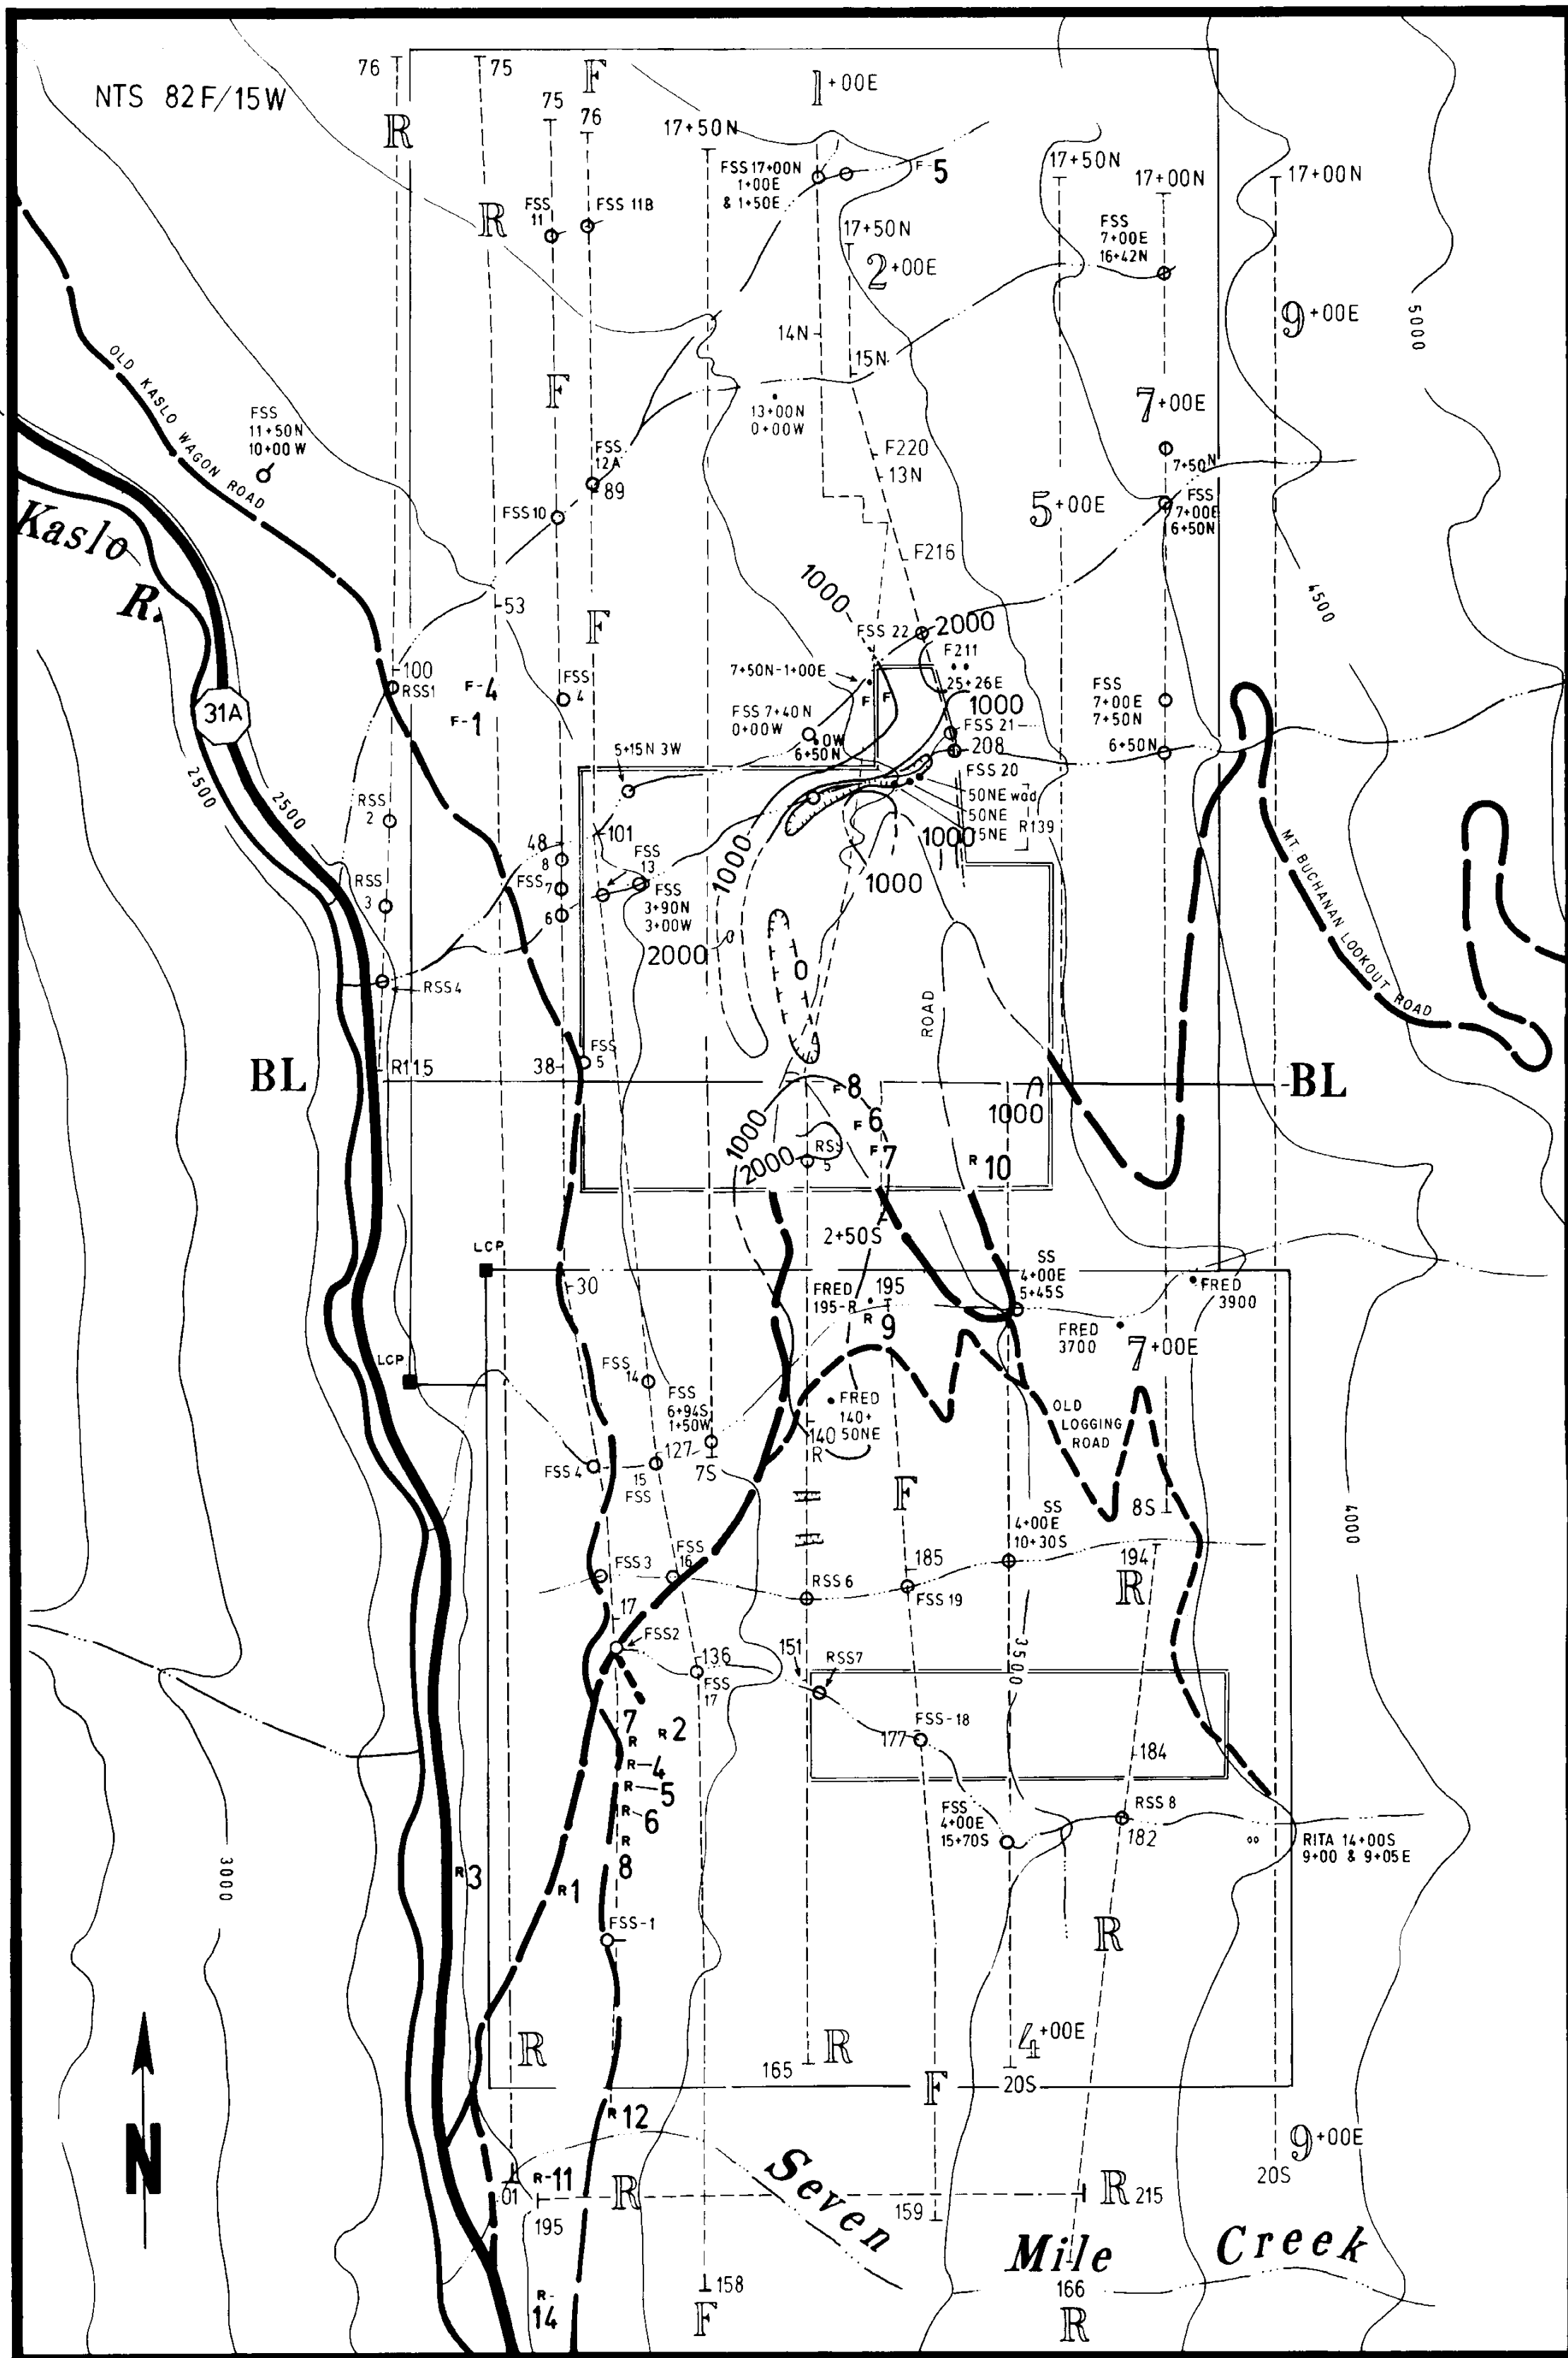 76
75
F
1+00E
NTS 82F/15W
75
76
R
17+50N
17+50N
17+00N
17+00N
FSS 17+00N
1+00E
& 1+50E
F-5
FSS
11
FSS 11B
R
17+50N
2+00E
FSS
7+00E
16+42N
9+00E
5000
14N
15N
OLD KASLO WAGON ROAD
F
13+00N
0+00W
7+00E
FSS
11+50N
10+00W
FSS
12A
89
F220
13N
7+50N
FSS
7+00E
6+50N
Kaslo
R.
FSS 10
5+00E
F216
1000
4500
53
F
FSS 22
2000
F211
25+26E
7+50N-1+00E
100
RSS1
F-4
F-1
FSS
4
F
F
1000
FSS
7+00E
7+50N
31A
FSS 7+40N
0+00W
0W
6+50N
FSS 21
208
6+50N
5+15N 3W
FSS 20
2500
2500
RSS
2
50NE wad
50NE
15NE
R139
48
8
101
1000
1000
1000
MT BUCHANAN LOOKOUT ROAD
FSS
7
FSS
13
FSS
3+90N
3+00W
RSS
3
6
2000
0
RSS4
ROAD
BL
R115
38
FSS
5
BL
F 8
1000
F 6
1000
F 7
2000
RSS
5
R 10
2+50S
LCP
SS
4+00E
5+45S
30
FRED
195-R
195
R 9
FRED
3900
FRED
3700
7+00E
LCP
FSS
14
FSS
6+94S
1+50W
FRED
140+
50NE
140
R
OLD
LOGGING
ROAD
127
FSS 4
15
FSS
7S
F
8S
SS
4+00E
10+30S
4000
FSS 3
FSS
16
185
194
R
RSS 6
FSS 19
17
FSS2
136
FSS
17
151
RSS7
3500
7
R
R 2
FSS-18
177
R-4
184
R-5
R-6
FSS
4+00E
15+70S
RSS 8
182
RITA 14+00S
9+00 & 9+05E
R
8
3000
R 3
R 1
FSS-1
R
R
R
4+00E
165
F
20S
R 12
9+00E
20S
Seven
Mile
Creek
R-11
01
195
R
R 215
159
158
166
R-
14
F
R
N